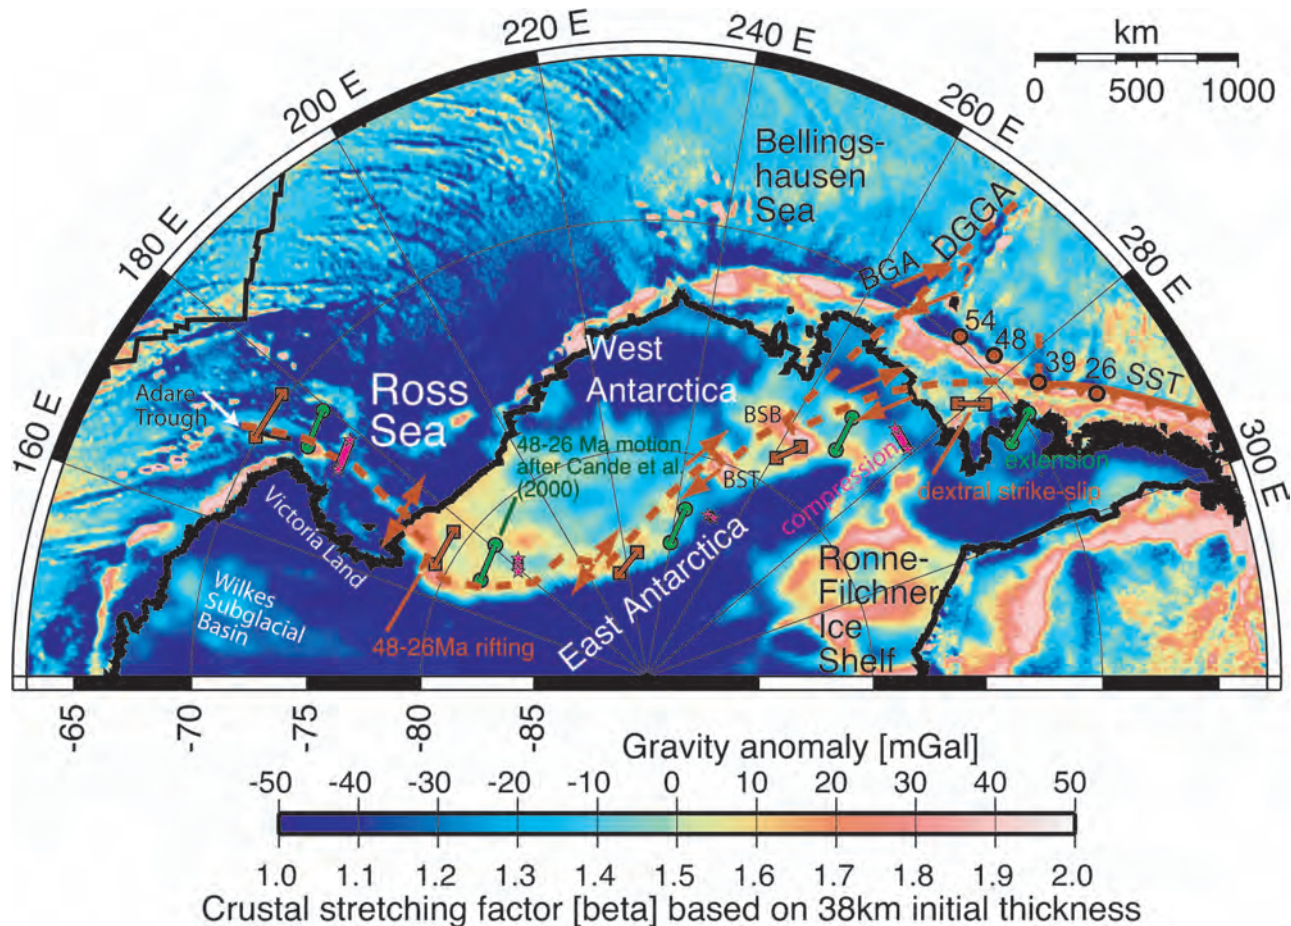 220 E
240 E
km
0 500 1000
200 E
260 E
Bellings-
hausen
Sea
180 E
BGA
DGGA
280 E
54
48
39
26
SST
West
Antarctica
Ross
Sea
Adare
Trough
160 E
BSB
48-26 Ma motion
after Cande et al.
(2000)
BST
compression
extension
dextral strike-slip
300 E
Victoria Land
Wilkes
Subglacial
Basin
East Antarctica
Ronne-
Filchner
Ice
Shelf
48-26Ma rifting
-65
-70
-75
-80
-85
Gravity anomaly [mGal]
-50 -40 -30 -20 -10 0 10 20 30 40 50
1.0 1.1 1.2 1.3 1.4 1.5 1.6 1.7 1.8 1.9 2.0
Crustal stretching factor [beta] based on 38km initial thickness